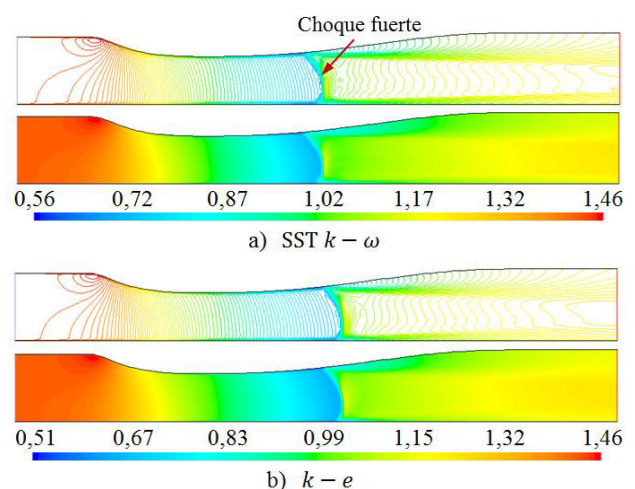 Choque fuerte
0,56 0,72 0,87 1,02 1,17 1,32 1,46
a) SST k − ω
0,51 0,67 0,83 0,99 1,15 1,32 1,46
b) k − e